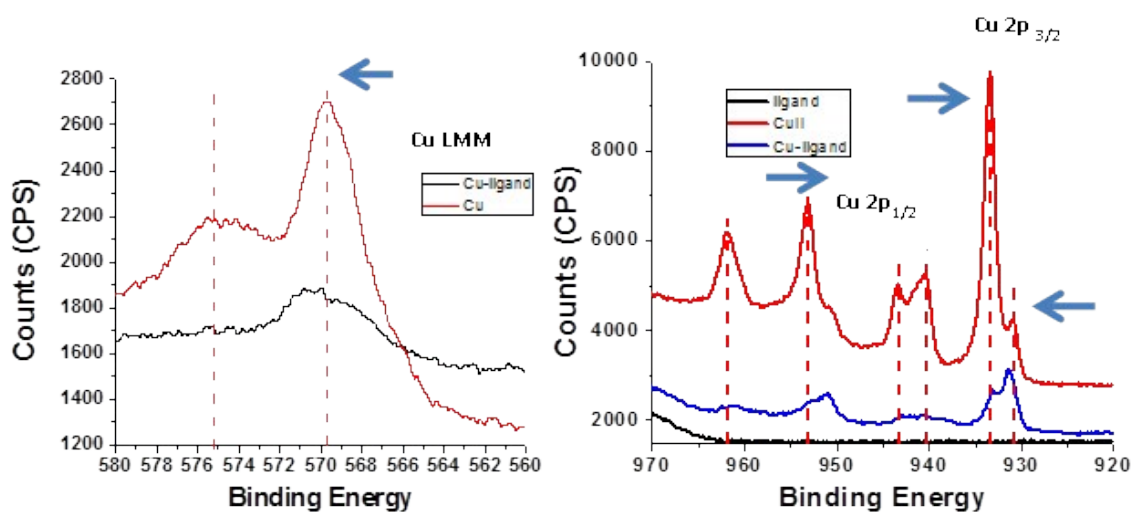 2800
2600
2400
2200
2000
1800
1600
1400
1200
Counts (CPS)
Cu LMM
Cu-ligand
Cu
580 578 576 574 572 570 568 566 564 562 560
Binding Energy
Cu 2p 3/2
10000
8000
6000
4000
2000
Counts (CPS)
ligand
CuII
Cu-ligand
Cu 2p1/2
970 960 950 940 930 920
Binding Energy